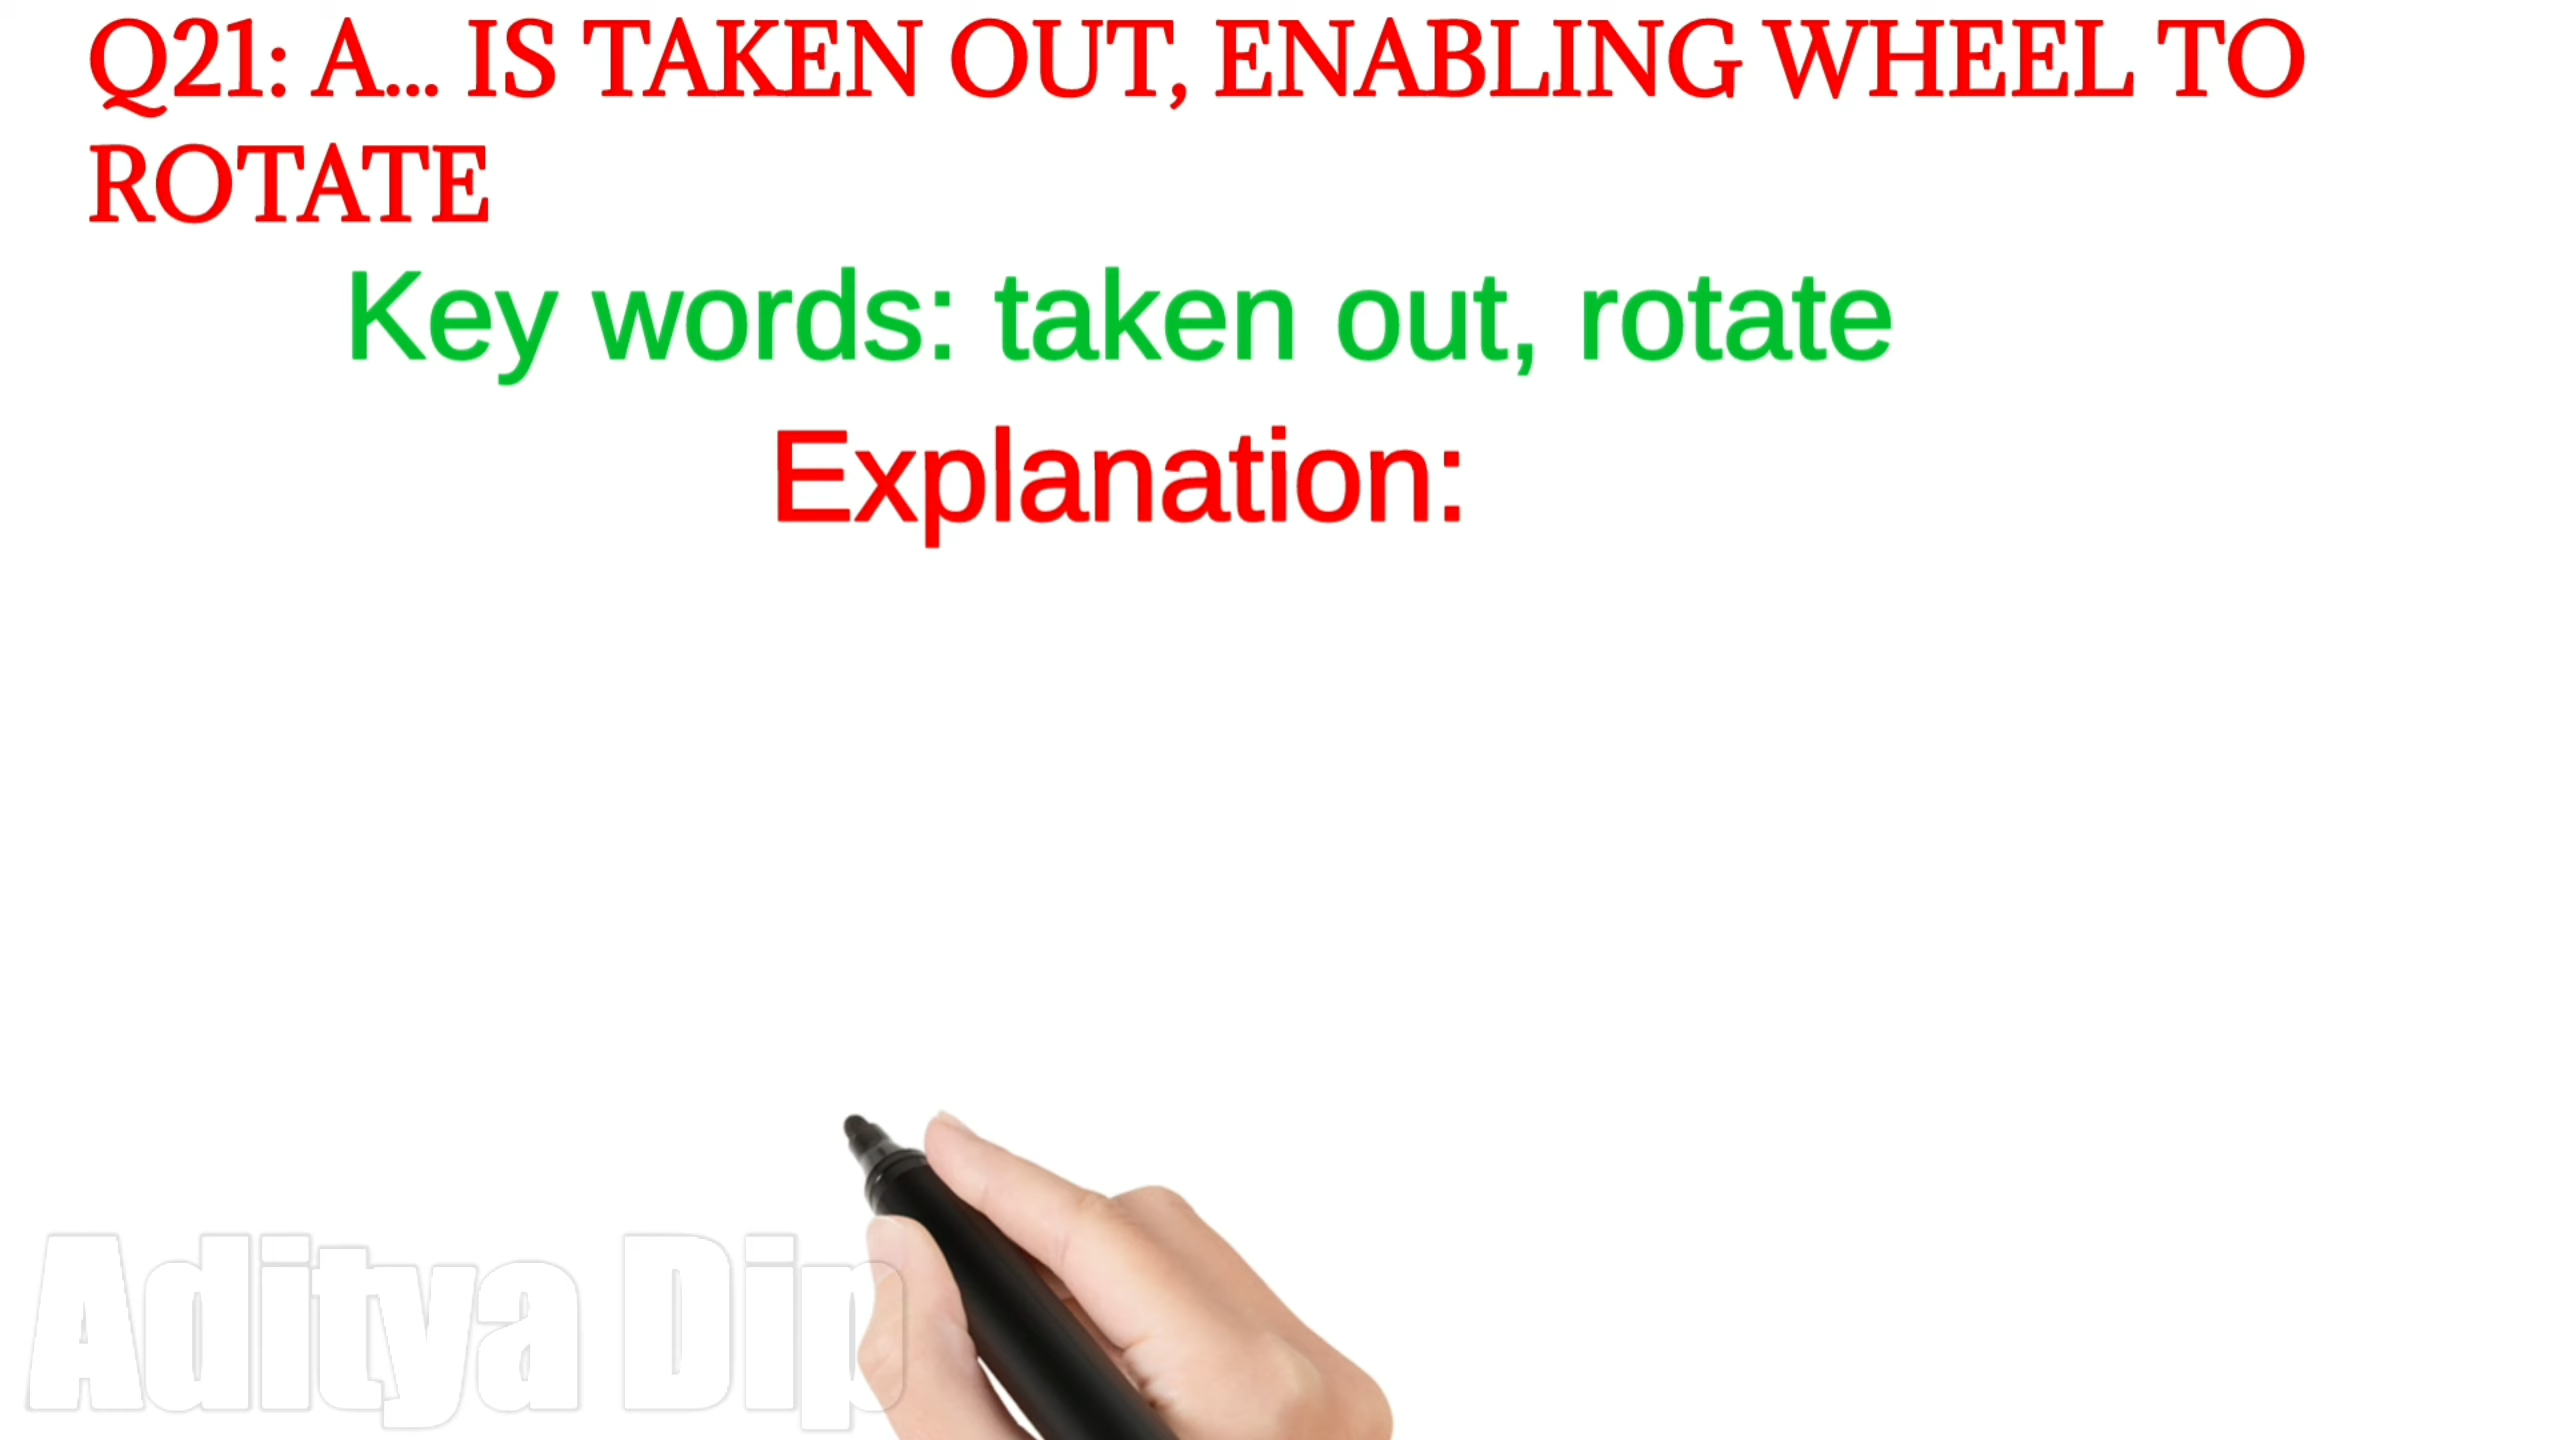 Q21: A... IS TAKEN OUT, ENABLING WHEEL TO
ROTATE
Key words: taken out, rotate
Explanation:
Aditya Dip